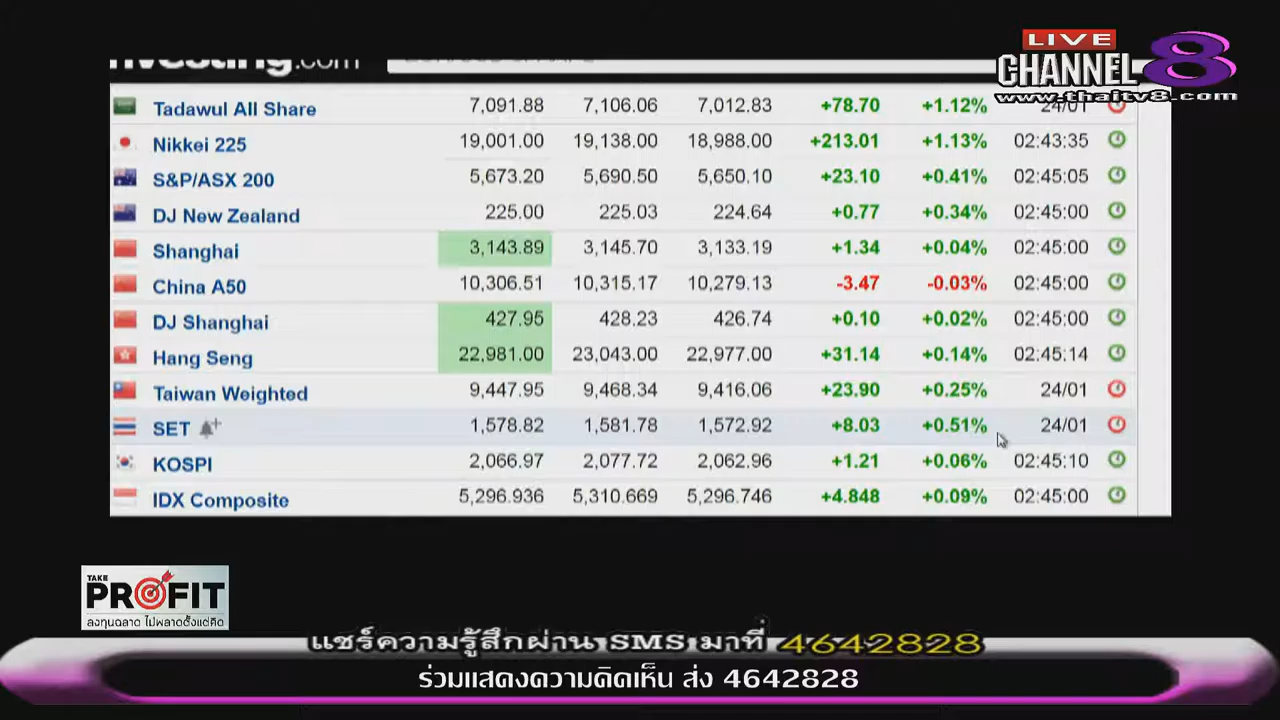 LIVE
CHANNEL 8
www.thaitv8.com
investing.com
Tadawul All Share 7,091.88 7,106.06 7,012.83 +78.70 +1.12% 24/01
Nikkei 225 19,001.00 19,138.00 18,988.00 +213.01 +1.13% 02:43:35
S&P/ASX 200 5,673.20 5,690.50 5,650.10 +23.10 +0.41% 02:45:05
DJ New Zealand 225.00 225.03 224.64 +0.77 +0.34% 02:45:00
Shanghai 3,143.89 3,145.70 3,133.19 +1.34 +0.04% 02:45:00
China A50 10,306.51 10,315.17 10,279.13 -3.47 -0.03% 02:45:00
DJ Shanghai 427.95 428.23 426.74 +0.10 +0.02% 02:45:00
Hang Seng 22,981.00 23,043.00 22,977.00 +31.14 +0.14% 02:45:14
Taiwan Weighted 9,447.95 9,468.34 9,416.06 +23.90 +0.25% 24/01
SET 1,578.82 1,581.78 1,572.92 +8.03 +0.51% 24/01
KOSPI 2,066.97 2,077.72 2,062.96 +1.21 +0.06% 02:45:10
IDX Composite 5,296.936 5,310.669 5,296.746 +4.848 +0.09% 02:45:00
TAKE
PROFIT
ลงทุนฉลาด ไม่พลาดตั้งแต่คิด
แชร์ความรู้สึกผ่าน SMS มาที่ 4642828
ร่วมแสดงความคิดเห็น ส่ง 4642828